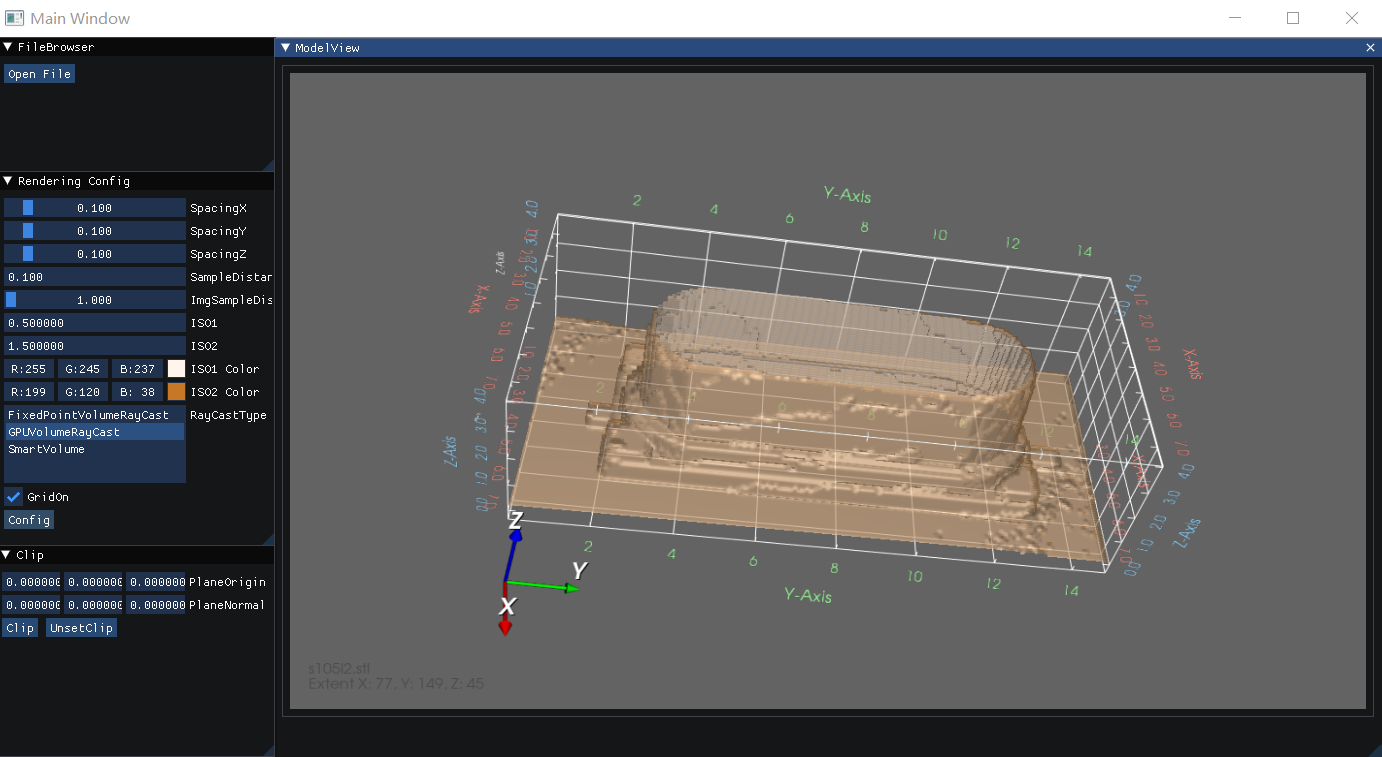 Main Window
FileBrowser
Open File
Rendering Config
0.100 SpacingX
0.100 SpacingY
0.100 SpacingZ
0.100 SampleDistan
1.000 ImgSampleDis
0.500000 ISO1
1.500000 ISO2
R:255 G:245 B:237 ISO1 Color
R:199 G:120 B: 38 ISO2 Color
FixedPointVolumeRayCast RayCastType
GPUVolumeRayCast
SmartVolume
GridOn
Config
Clip
0.000000 0.000000 0.000000 PlaneOrigin
0.000000 0.000000 0.000000 PlaneNormal
Clip UnsetClip
ModelView
Y-Axis
2 4 6 8 10 12 14
Z-Axis
X-Axis
X-Axis
Z-Axis
Z-Axis
2 4 6 8 10 12 14
Y-Axis
Z
Y
X
s105l2.stl
Extent X: 77, Y: 149, Z: 45